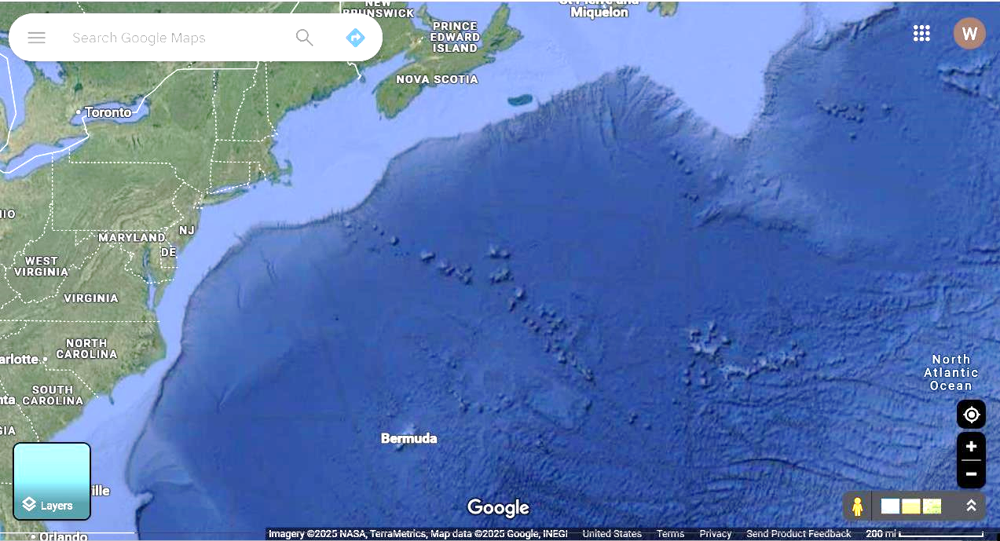 NEW
BRUNSWICK
St Pierre and
Miquelon
Search Google Maps
W
PRINCE
EDWARD
ISLAND
NOVA SCOTIA
Toronto
IO
MARYLAND
NJ
DE
WEST
VIRGINIA
VIRGINIA
NORTH
CAROLINA
arlotte
SOUTH
CAROLINA
nta
GIA
North
Atlantic
Ocean
Bermuda
ille
Layers
Google
Orlando
Imagery ©2025 NASA, TerraMetrics, Map data ©2025 Google, INEGI United States Terms Privacy Send Product Feedback 200 mi